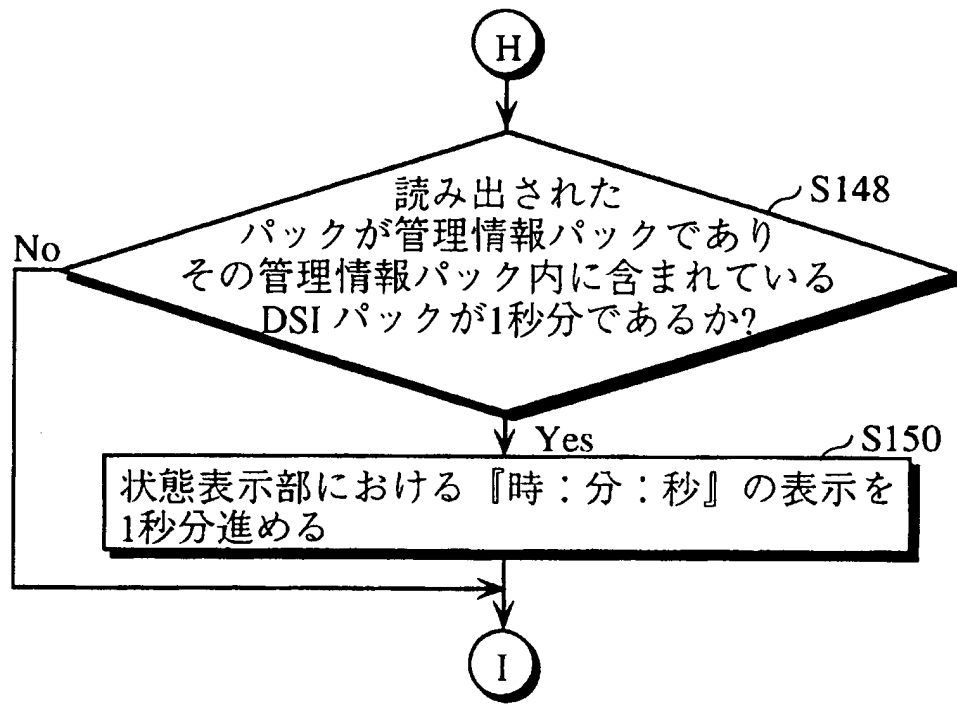 H
読み出された
パックが管理情報パックであり
その管理情報パック内に含まれている
DSI パックが1秒分であるか?
S148
No
Yes
S150
状態表示部における『時：分：秒』の表示を
1秒分進める
I